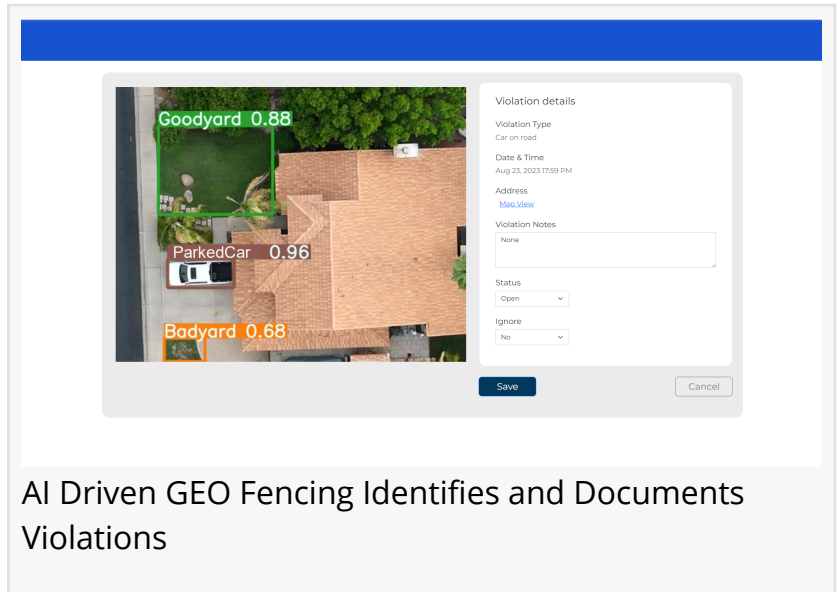 Goodyard 0.88
ParkedCar 0.96
Badyard 0.68
Violation details
Violation Type
Car on road
Date & Time
Aug 23, 2023 17:59 PM
Address
Map View
Violation Notes
None
Status
Open
Ignore
No
Save
Cancel
AI Driven GEO Fencing Identifies and Documents
Violations